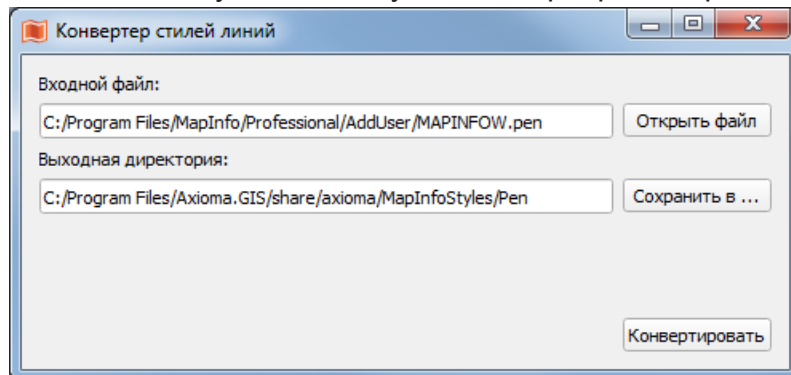 Конвертер стилей линий
Входной файл:
C:/Program Files/MapInfo/Professional/AddUser/MAPINFOW.pen
Открыть файл
Выходная директория:
C:/Program Files/Axioma.GIS/share/axioma/MapInfoStyles/Pen
Сохранить в ...
Конвертировать